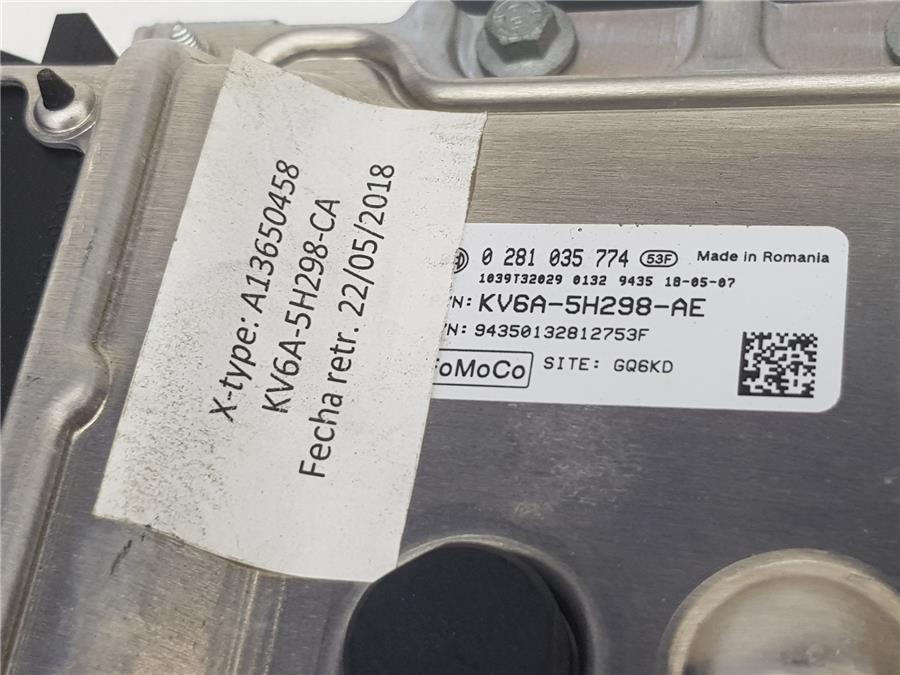 X-type: A13650458
KV6A-5H298-CA
Fecha retr. 22/05/2018
0 281 035 774 53F Made in Romania
1039T32029 0132 9435 18-05-07
N: KV6A-5H298-AE
N: 94350132812753F
oMoCo SITE: GQ6KD